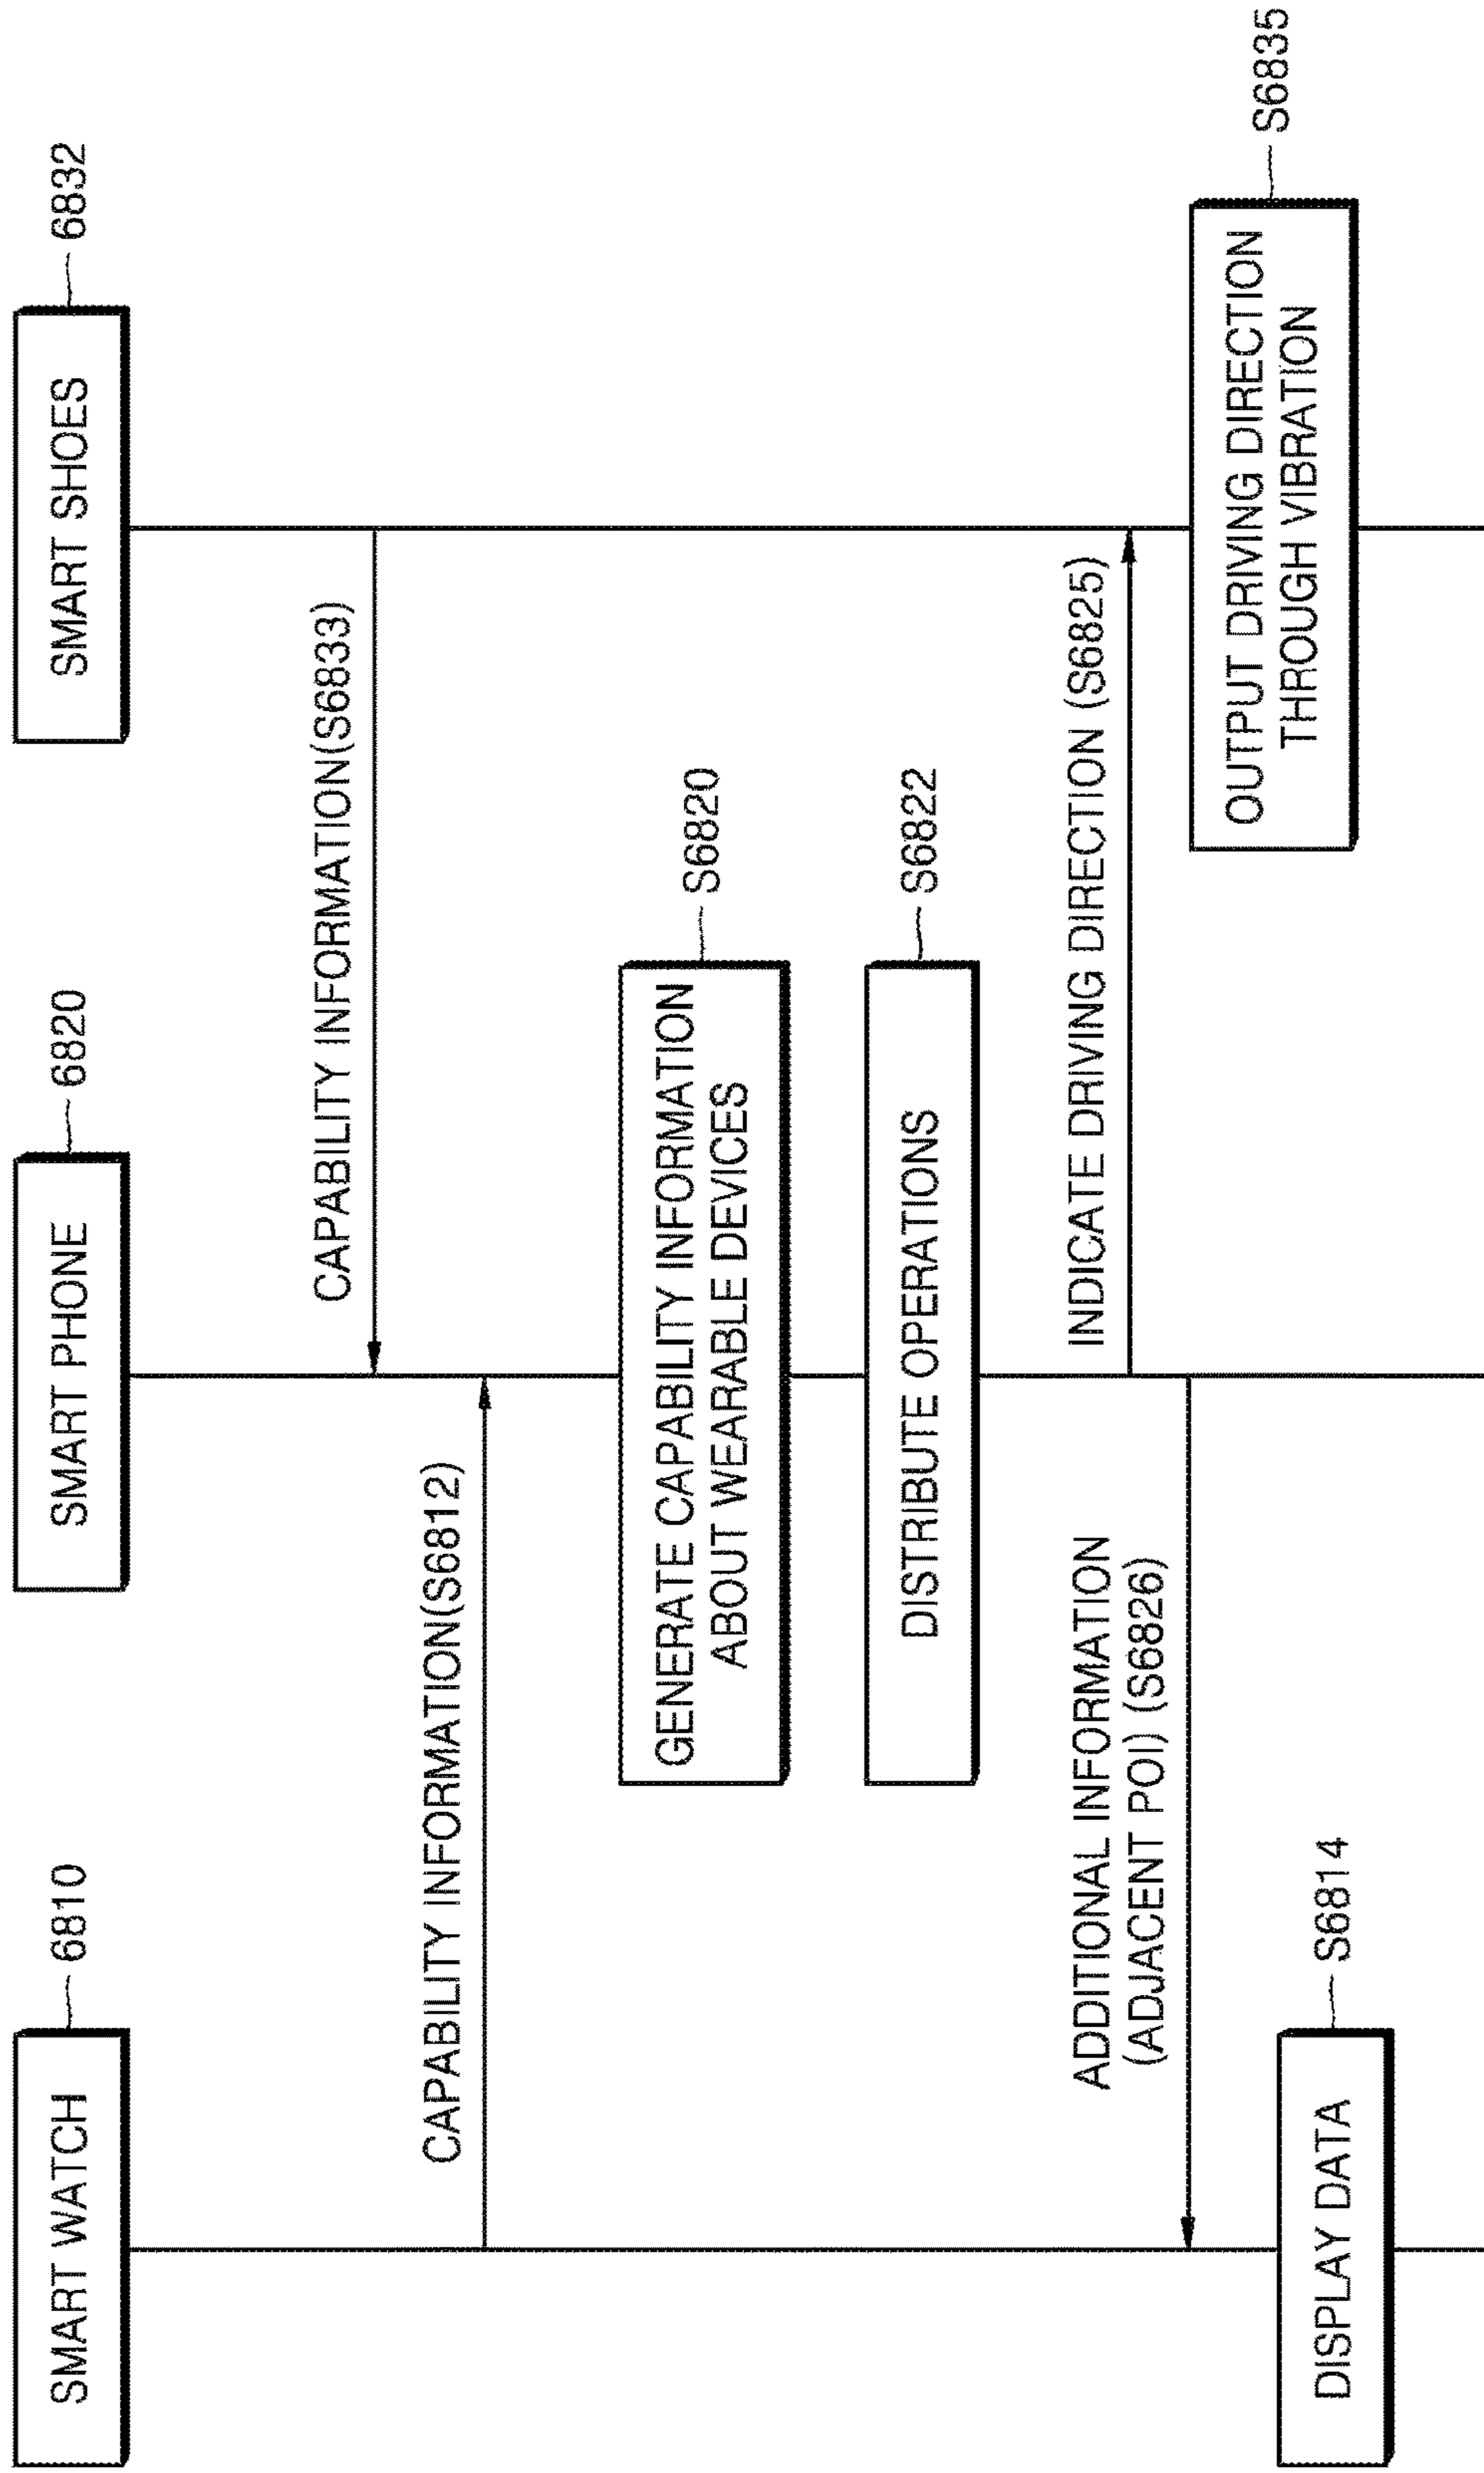 SMART WATCH
6810
SMART PHONE
6820
SMART SHOES
6832
CAPABILITY INFORMATION(S6833)
CAPABILITY INFORMATION(S6812)
GENERATE CAPABILITY INFORMATION
ABOUT WEARABLE DEVICES
S6820
DISTRIBUTE OPERATIONS
S6822
INDICATE DRIVING DIRECTION (S6825)
ADDITIONAL INFORMATION
(ADJACENT POI) (S6826)
OUTPUT DRIVING DIRECTION
THROUGH VIBRATION
S6835
DISPLAY DATA
S6814